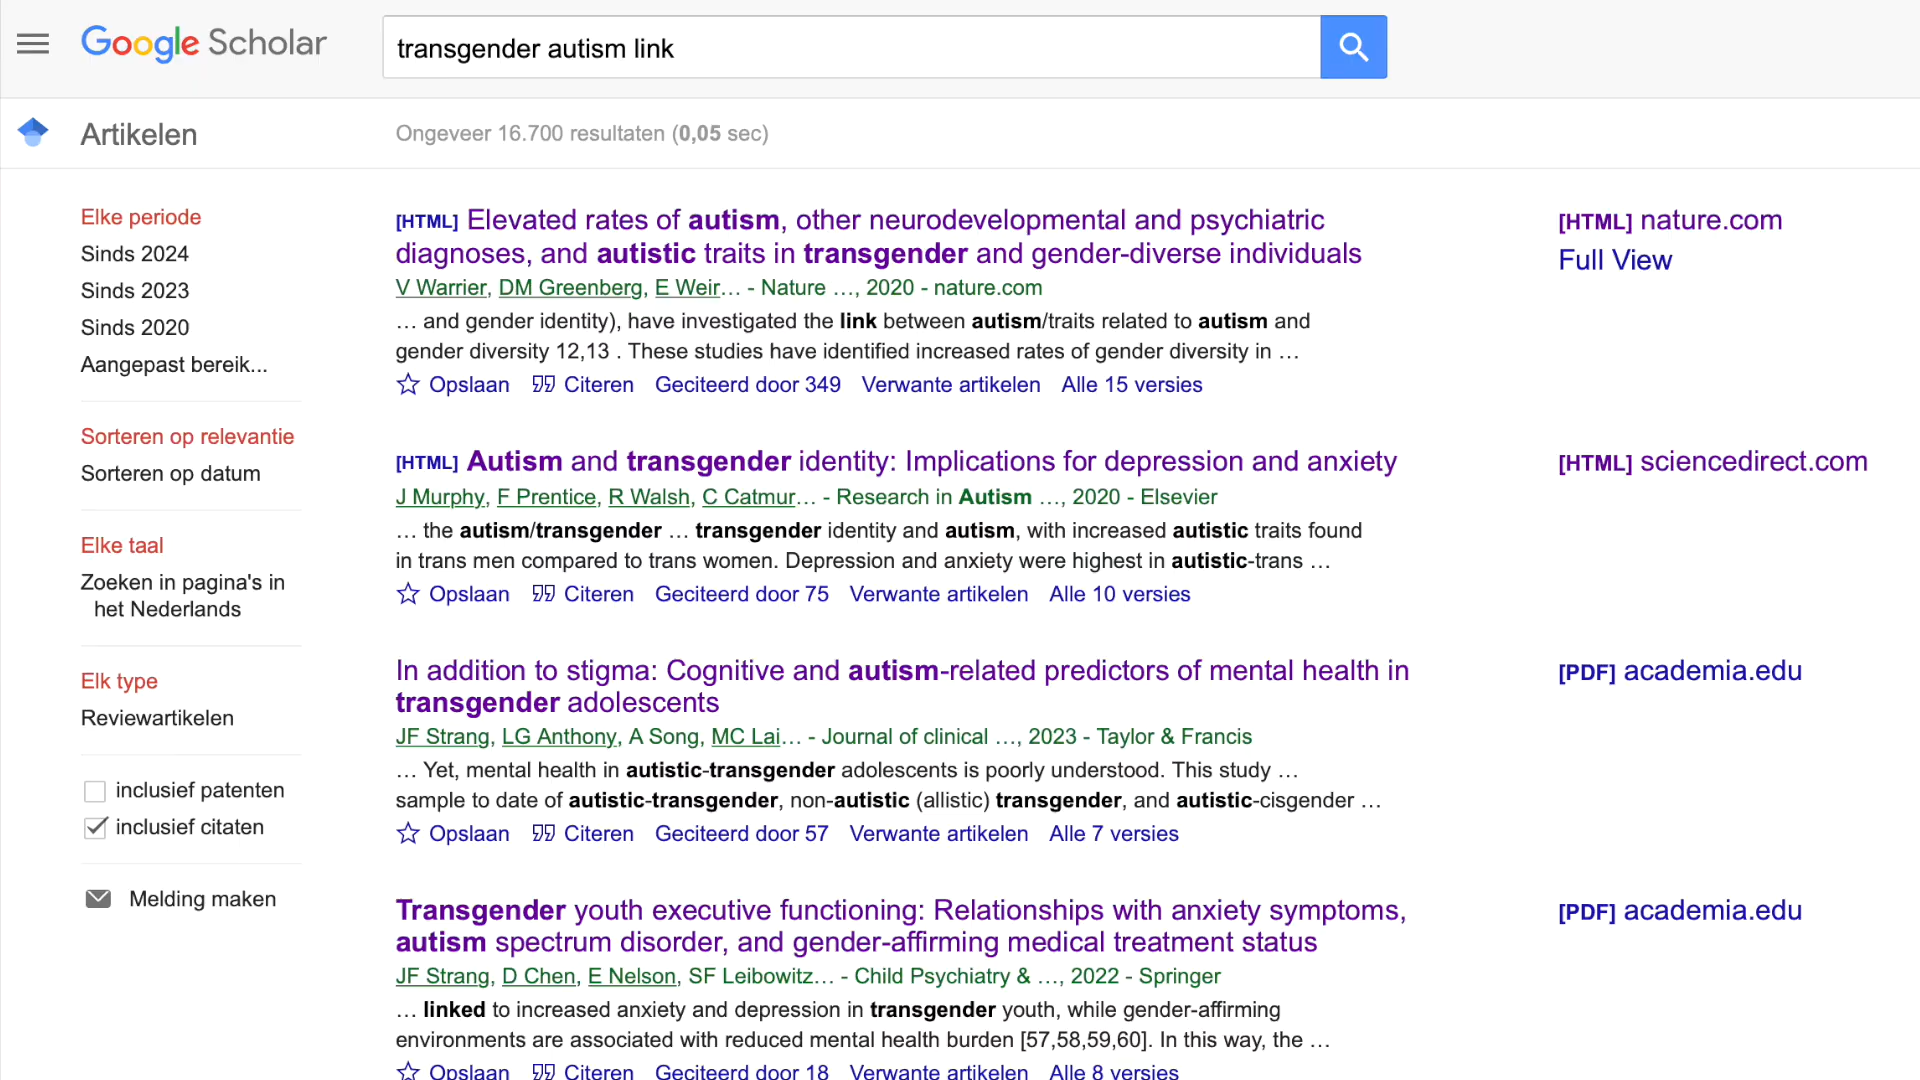 Google Scholar
transgender autism link
Artikelen
Ongeveer 16.700 resultaten (0,05 sec)
Elke periode
Sinds 2024
Sinds 2023
Sinds 2020
Aangepast bereik...
Sorteren op relevantie
Sorteren op datum
Elke taal
Zoeken in pagina's in
het Nederlands
Elk type
Reviewartikelen
inclusief patenten
inclusief citaten
Melding maken
[HTML] Elevated rates of autism, other neurodevelopmental and psychiatric
diagnoses, and autistic traits in transgender and gender-diverse individuals
V Warrier, DM Greenberg, E Weir… - Nature …, 2020 - nature.com
… and gender identity), have investigated the link between autism/traits related to autism and
gender diversity 12,13 . These studies have identified increased rates of gender diversity in …
Opslaan Citeren Geciteerd door 349 Verwante artikelen Alle 15 versies
[HTML] nature.com
Full View
[HTML] Autism and transgender identity: Implications for depression and anxiety
J Murphy, F Prentice, R Walsh, C Catmur… - Research in Autism …, 2020 - Elsevier
… the autism/transgender … transgender identity and autism, with increased autistic traits found
in trans men compared to trans women. Depression and anxiety were highest in autistic-trans …
Opslaan Citeren Geciteerd door 75 Verwante artikelen Alle 10 versies
[HTML] sciencedirect.com
In addition to stigma: Cognitive and autism-related predictors of mental health in
transgender adolescents
JF Strang, LG Anthony, A Song, MC Lai… - Journal of clinical …, 2023 - Taylor & Francis
… Yet, mental health in autistic-transgender adolescents is poorly understood. This study …
sample to date of autistic-transgender, non-autistic (allistic) transgender, and autistic-cisgender …
Opslaan Citeren Geciteerd door 57 Verwante artikelen Alle 7 versies
[PDF] academia.edu
Transgender youth executive functioning: Relationships with anxiety symptoms,
autism spectrum disorder, and gender-affirming medical treatment status
JF Strang, D Chen, E Nelson, SF Leibowitz… - Child Psychiatry & …, 2022 - Springer
… linked to increased anxiety and depression in transgender youth, while gender-affirming
environments are associated with reduced mental health burden [57,58,59,60]. In this way, the …
Opslaan Citeren Geciteerd door 18 Verwante artikelen Alle 8 versies
[PDF] academia.edu